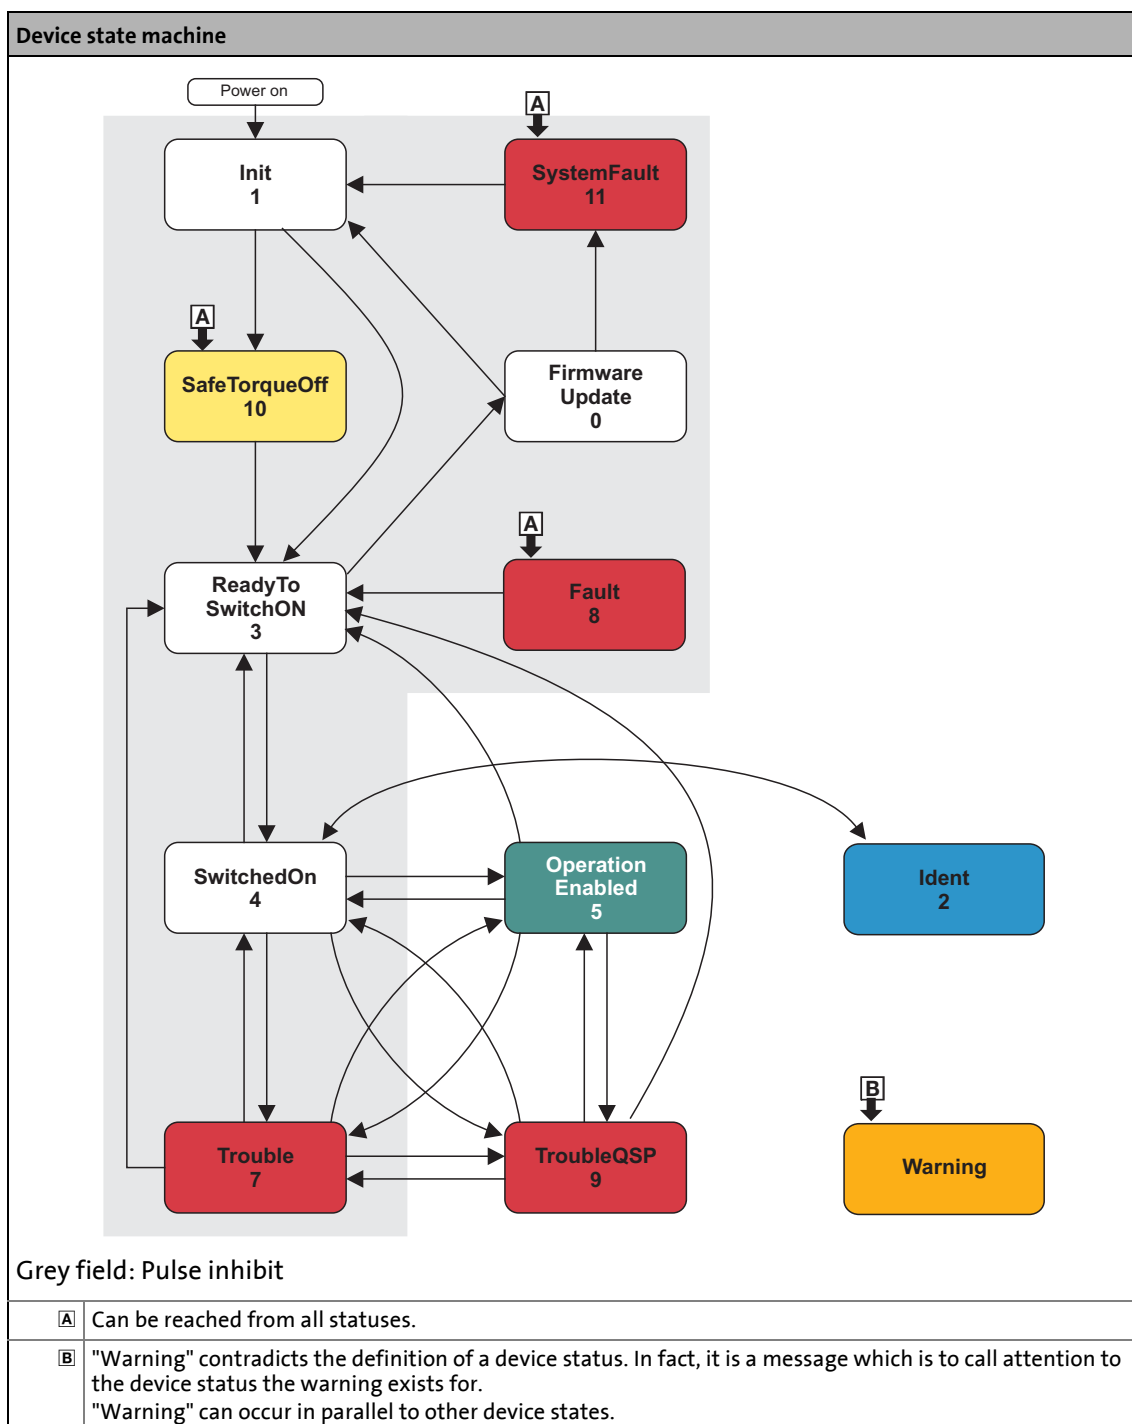 Device state machine
Power on
A
Init
1
SystemFault
11
A
SafeTorqueOff
10
Firmware
Update
0
A
ReadyTo
SwitchON
3
Fault
8
SwitchedOn
4
Operation
Enabled
5
Ident
2
B
Trouble
7
TroubleQSP
9
Warning
Grey field: Pulse inhibit
A Can be reached from all statuses.
B "Warning" contradicts the definition of a device status. In fact, it is a message which is to call attention to
the device status the warning exists for.
"Warning" can occur in parallel to other device states.